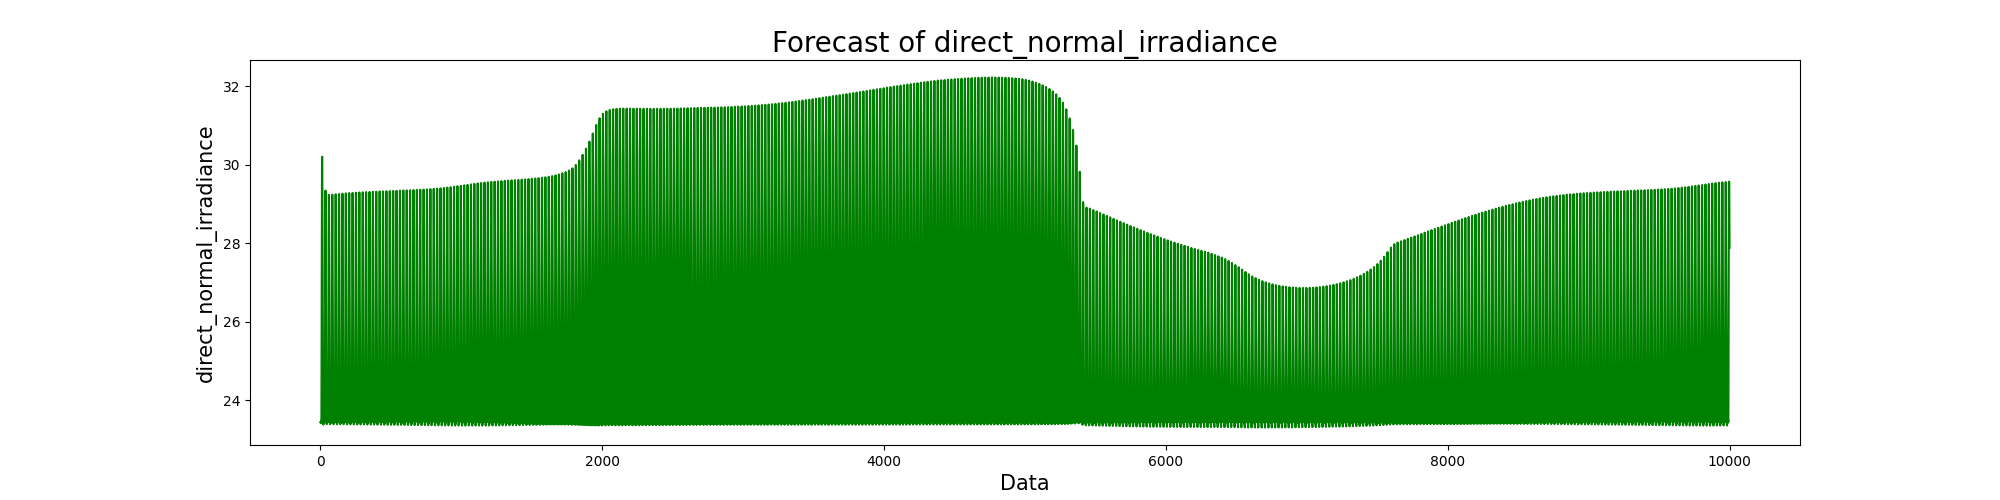 Forecast of direct_normal_irradiance
direct_normal_irradiance
32
30
28
26
24
0 2000 4000 6000 8000 10000
Data